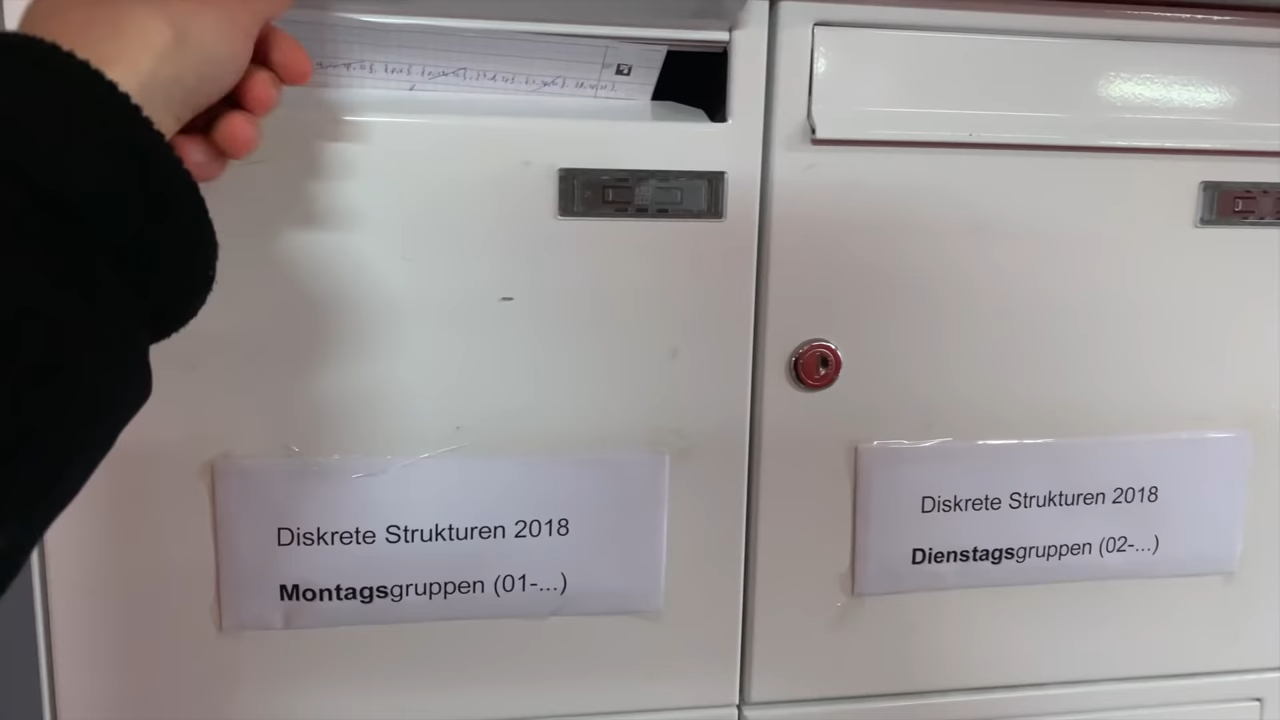 Diskrete Strukturen 2018
Montagsgruppen (01-...)
Diskrete Strukturen 2018
Dienstagsgruppen (02-...)